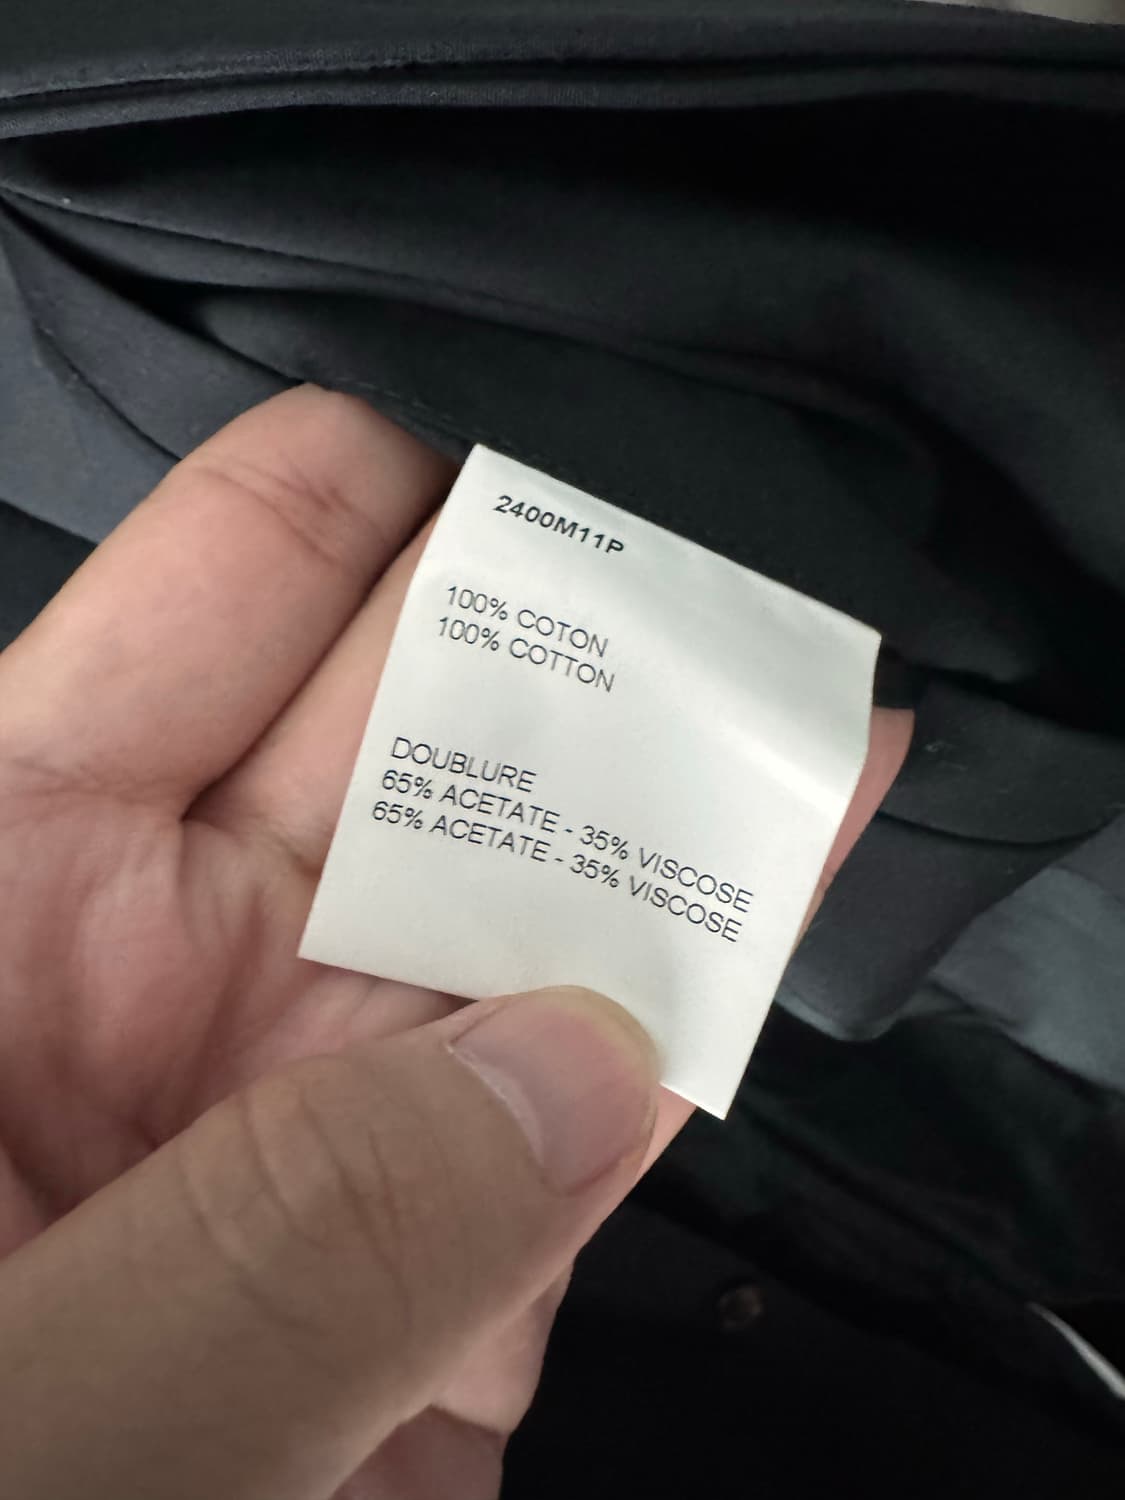 2400M11P
100% COTON
100% COTTON
DOUBLURE
65% ACETATE - 35% VISCOSE
65% ACETATE - 35% VISCOSE